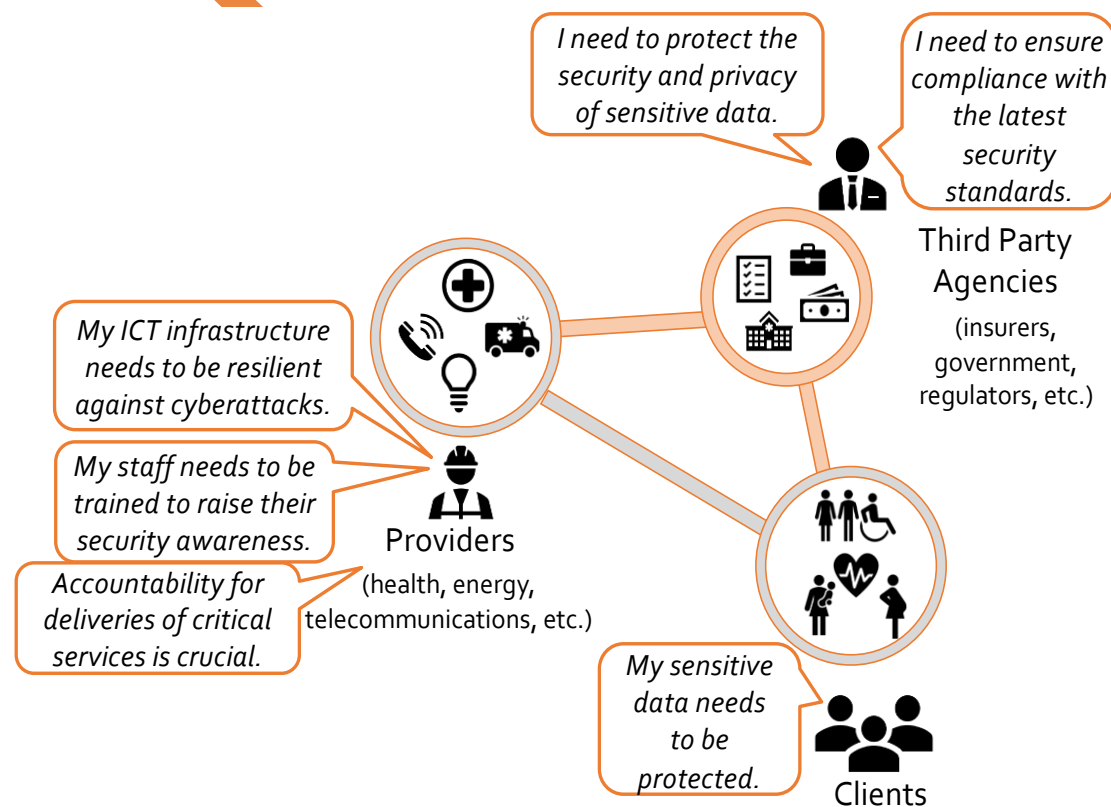 I need to protect the
security and privacy
of sensitive data.
I need to ensure
compliance with
the latest
security
standards.
Third Party
Agencies
(insurers,
government,
regulators, etc.)
My ICT infrastructure
needs to be resilient
against cyberattacks.
My staff needs to be
trained to raise their
security awareness.
Accountability for
deliveries of critical
services is crucial.
Providers
(health, energy,
telecommunications, etc.)
My sensitive
data needs
to be
protected.
Clients